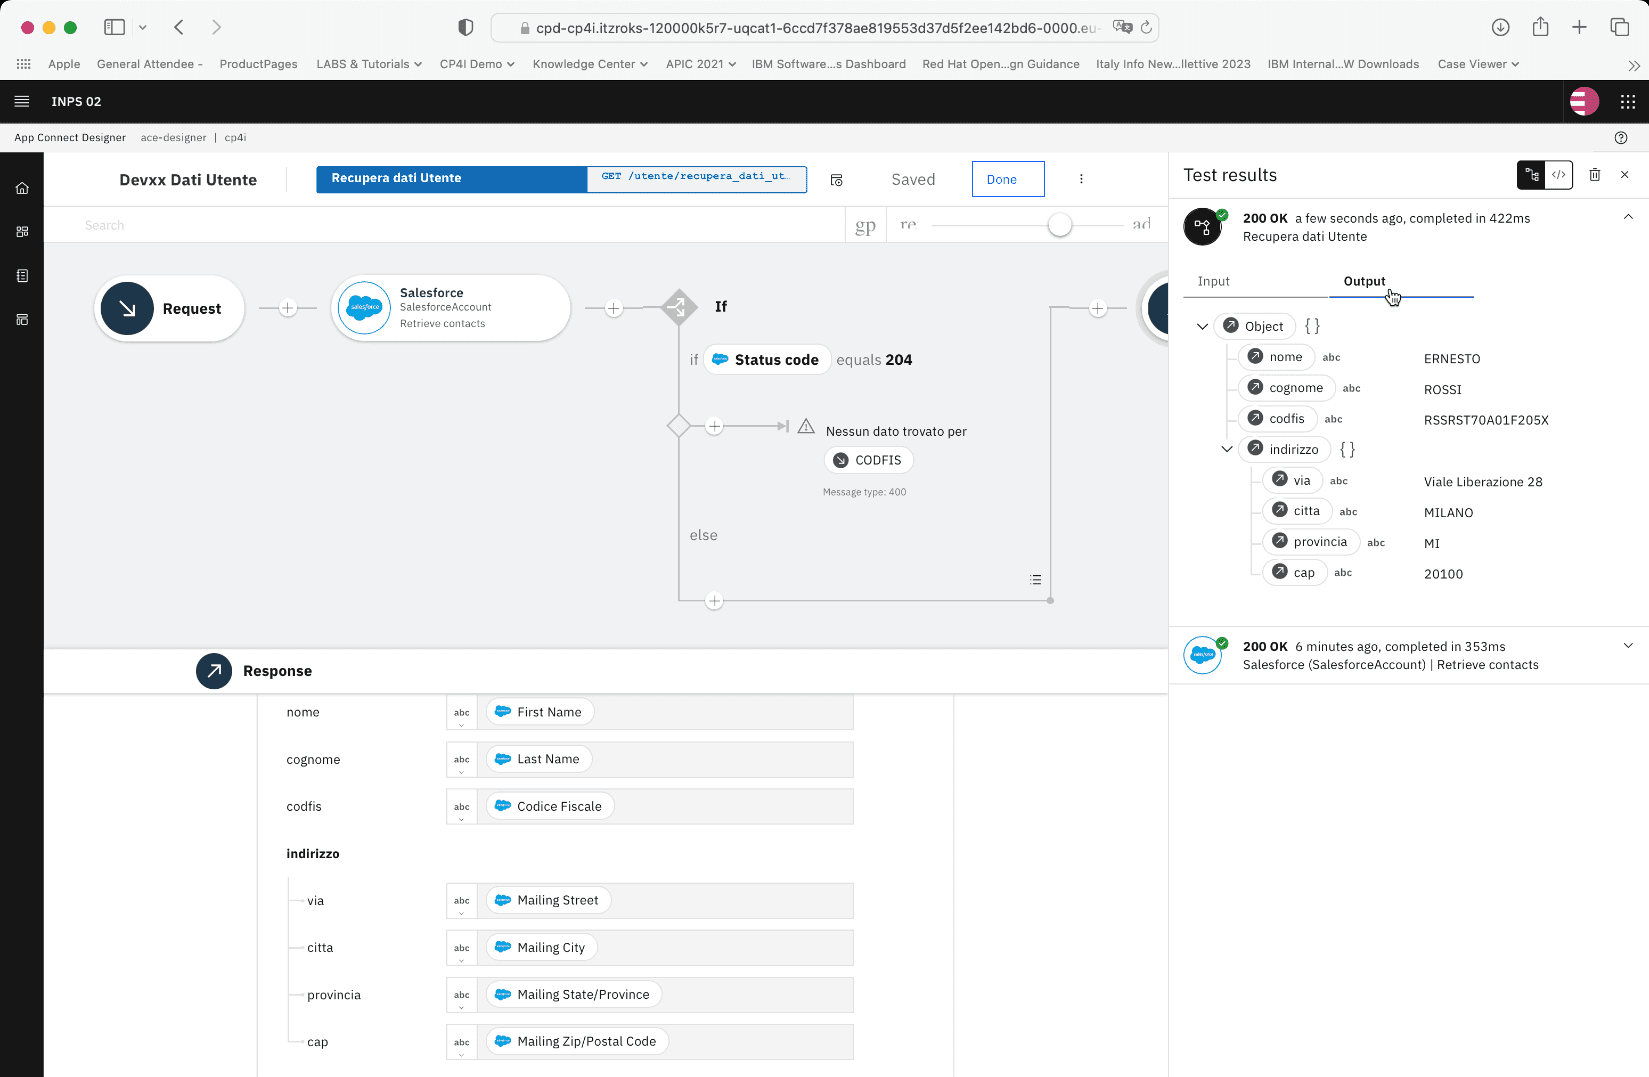 cpd-cp4i.itzroks-120000k5r7-uqcat1-6ccd7f378ae819553d37d5f2ee142bd6-0000.eu-
Apple General Attendee - ProductPages LABS & Tutorials CP4I Demo Knowledge Center APIC 2021 IBM Software...s Dashboard Red Hat Open...gn Guidance Italy Info New...llettive 2023 IBM Internal...W Downloads Case Viewer
INPS 02
App Connect Designer ace-designer | cp4i
Devxx Dati Utente
Recupera dati Utente GET /utente/recupera_dati_ut…
Saved
Done
Search
gp
re
ad
Request
Salesforce
SalesforceAccount
Retrieve contacts
If
if Status code equals 204
Nessun dato trovato per
CODFIS
Message type: 400
else
Response
nome abc First Name
cognome abc Last Name
codfis abc Codice Fiscale
indirizzo
via abc Mailing Street
citta abc Mailing City
provincia abc Mailing State/Province
cap abc Mailing Zip/Postal Code
Test results
</>
200 OK a few seconds ago, completed in 422ms
Recupera dati Utente
Input Output
Object { }
nome abc ERNESTO
cognome abc ROSSI
codfis abc RSSRST70A01F205X
indirizzo { }
via abc Viale Liberazione 28
citta abc MILANO
provincia abc MI
cap abc 20100
200 OK 6 minutes ago, completed in 353ms
Salesforce (SalesforceAccount) | Retrieve contacts